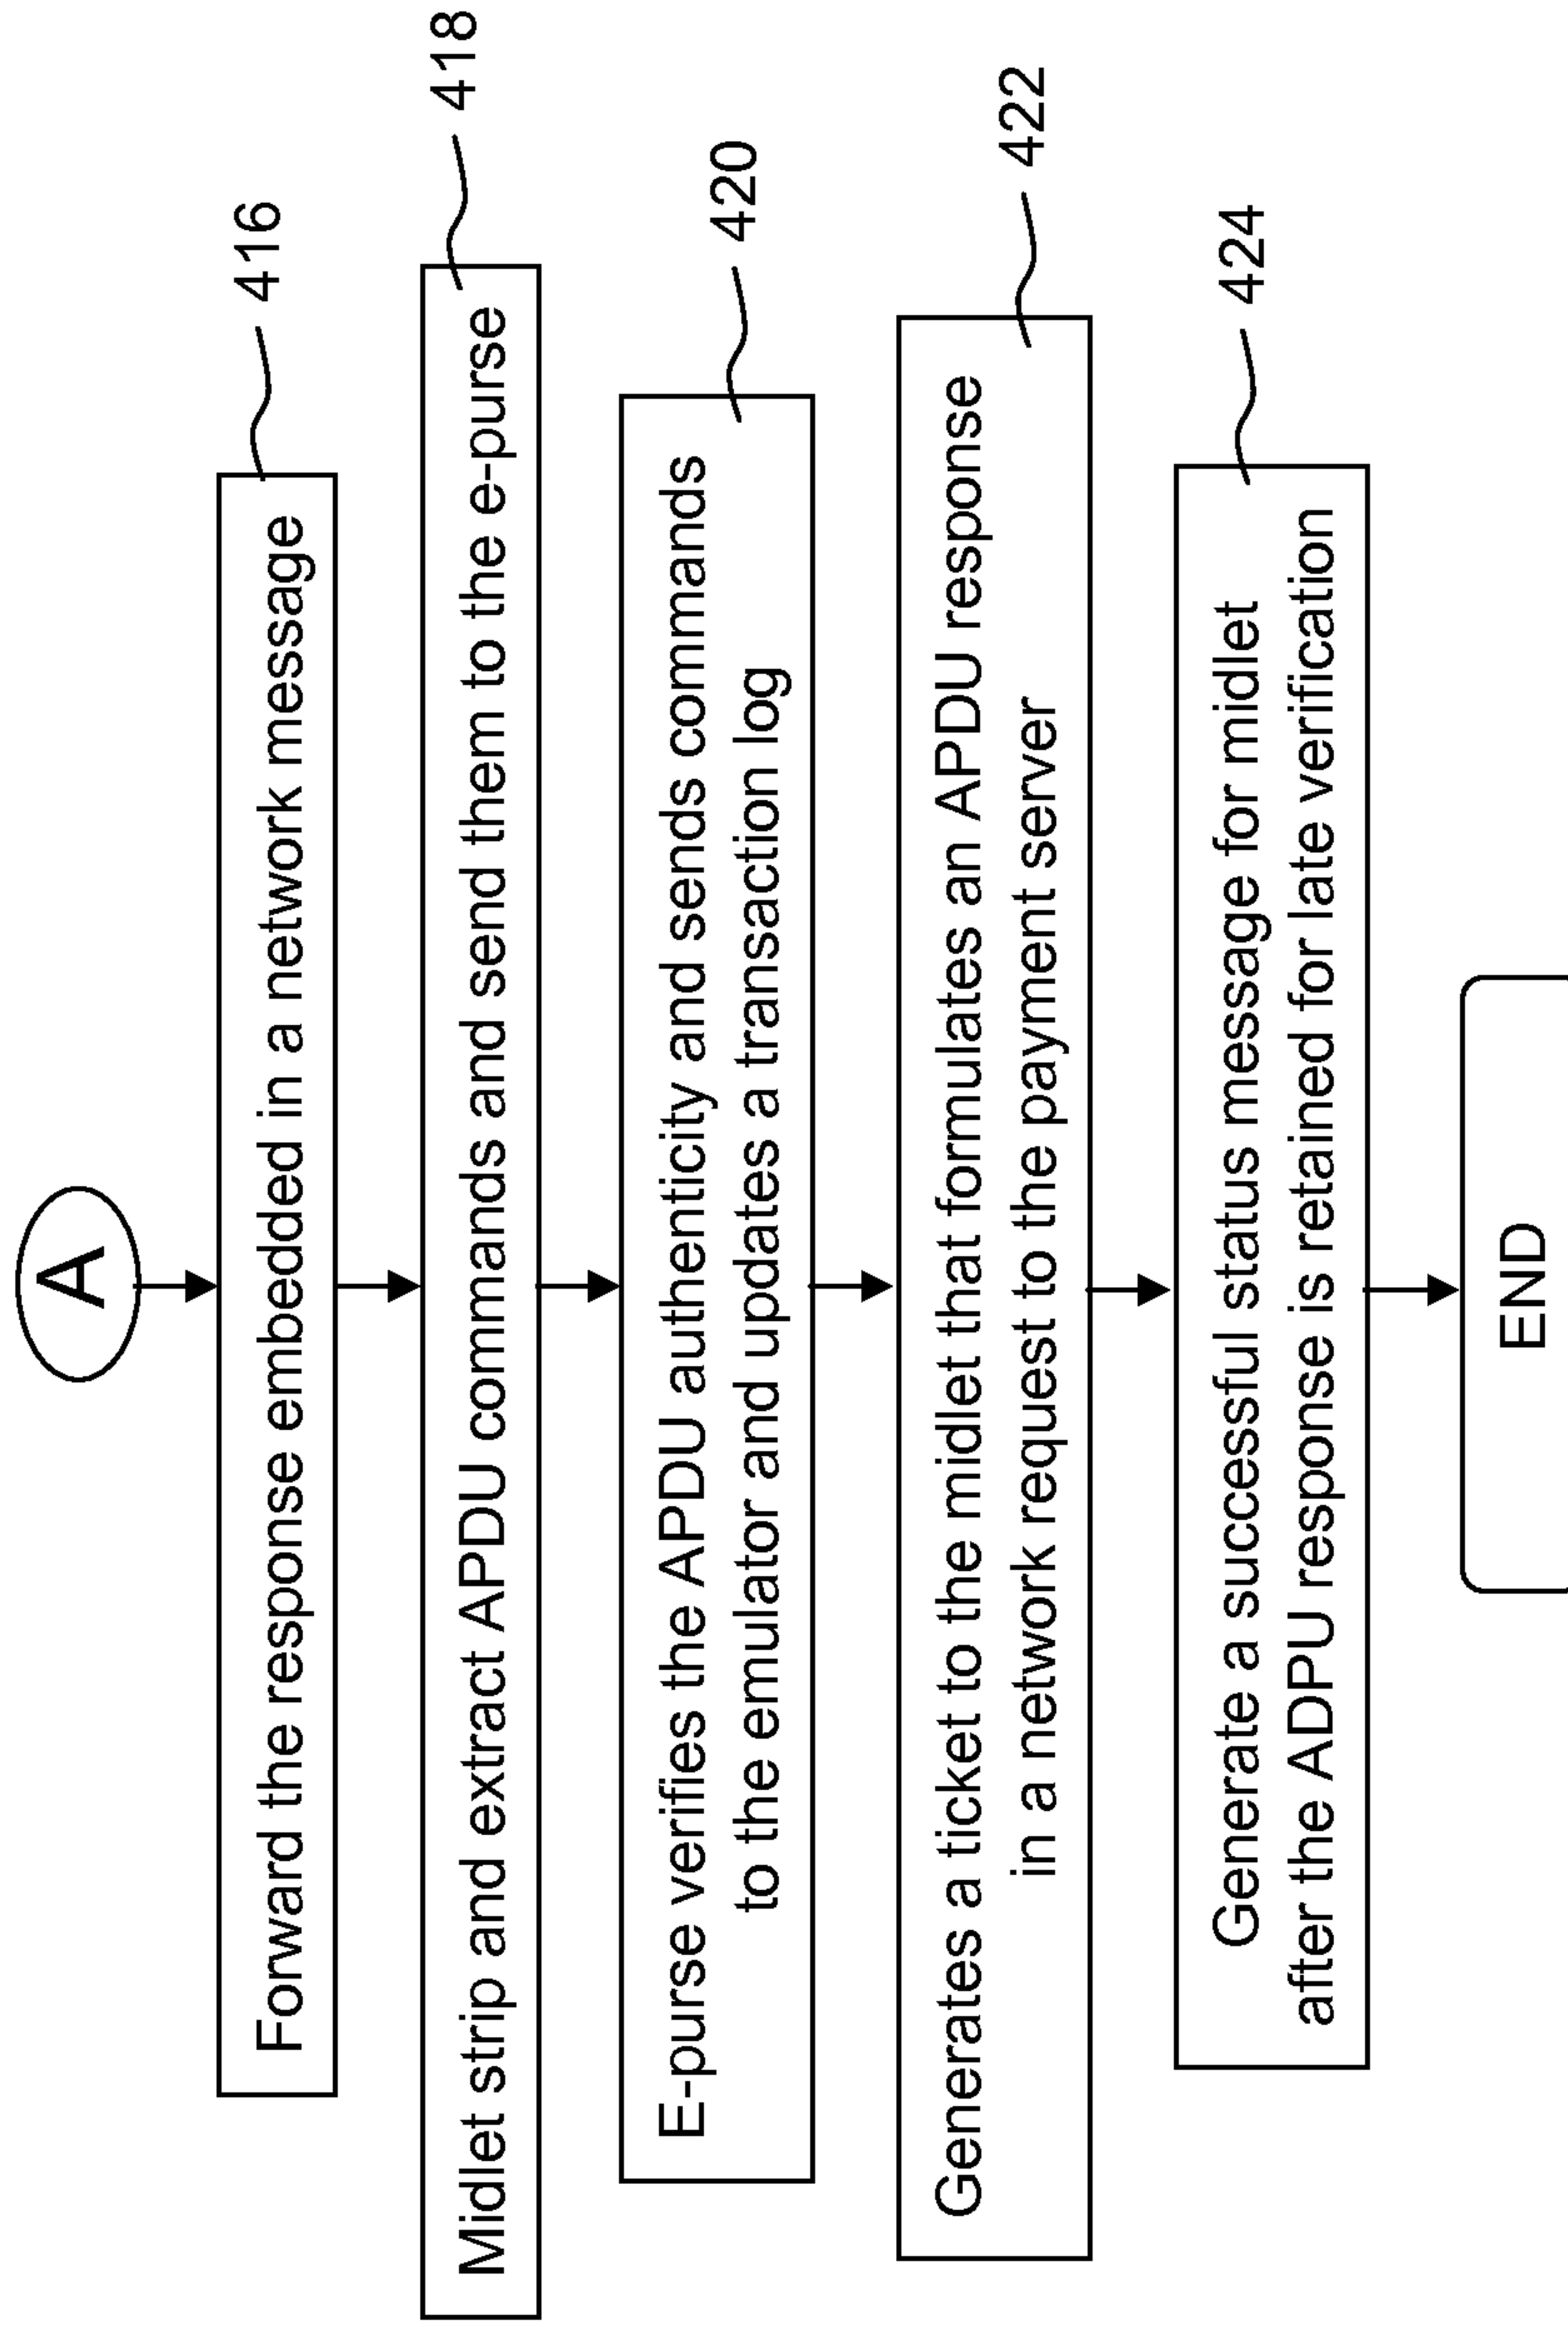 A
Forward the response embedded in a network message
416
Midlet strip and extract APDU commands and send them to the e-purse
418
E-purse verifies the APDU authenticity and sends commands
to the emulator and updates a transaction log
420
Generates a ticket to the midlet that formulates an APDU response
in a network request to the payment server
422
Generate a successful status message for midlet
after the ADPU response is retained for late verification
424
END